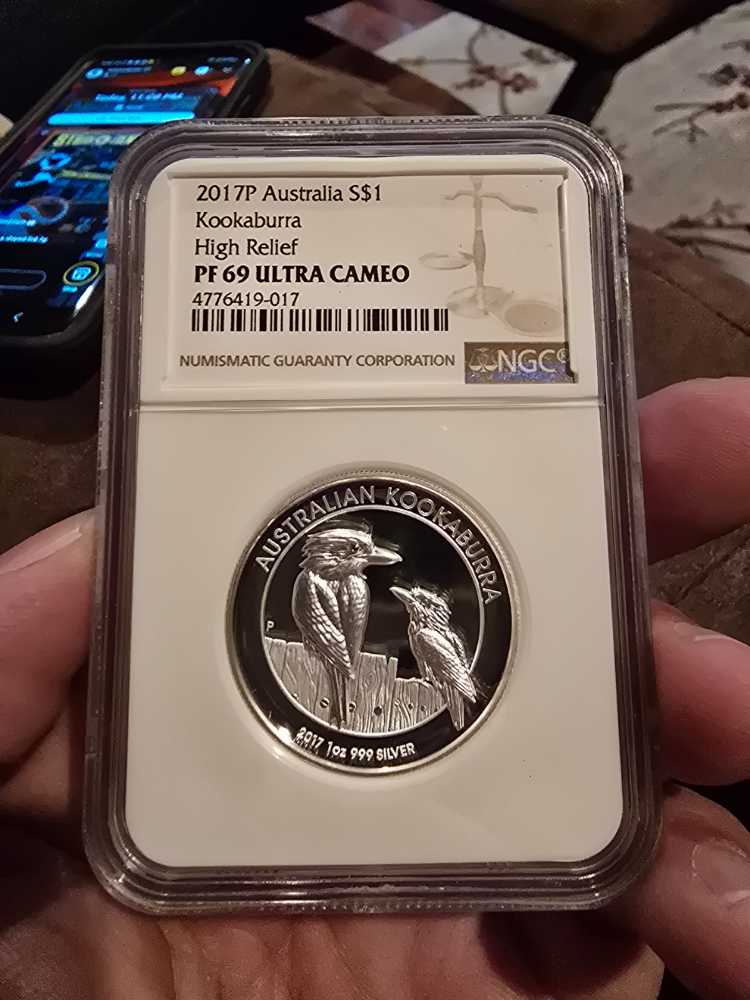 2017P Australia S$1
Kookaburra
High Relief
PF 69 ULTRA CAMEO
4776419-017
NUMISMATIC GUARANTY CORPORATION
NGC
AUSTRALIAN KOOKABURRA
P
2017 1oz 999 SILVER